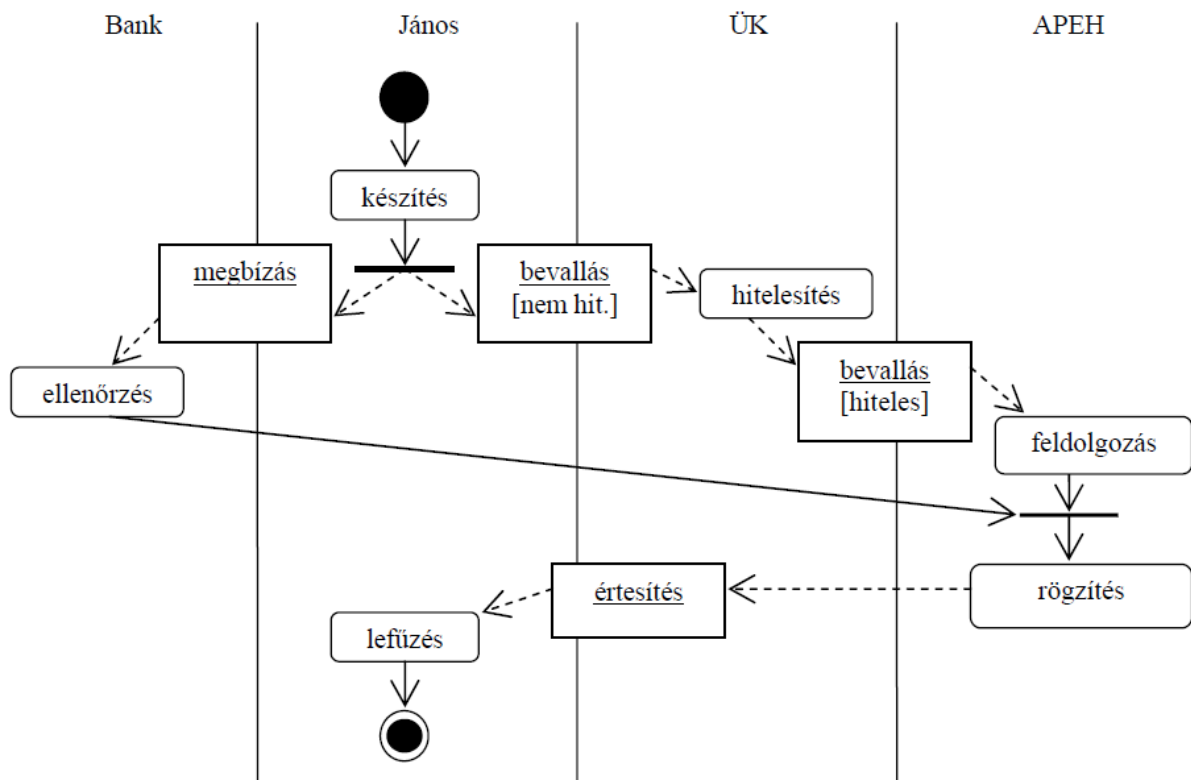 Bank
János
ÜK
APEH
készítés
megbízás
bevallás
[nem hit.]
hitelesítés
ellenőrzés
bevallás
[hiteles]
feldolgozás
értesítés
rögzítés
lefűzés